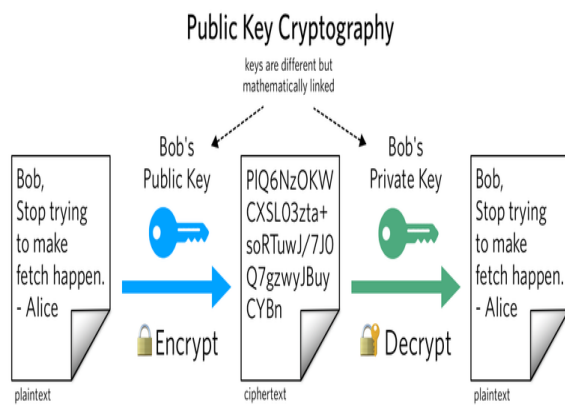 Public Key Cryptography
keys are different but
mathematically linked
Bob's
Public Key
Bob's
Private Key
Bob,
Stop trying
to make
fetch happen.
- Alice
plaintext
Encrypt
PlQ6NzOKW
CXSL03zta+
soRTuwJ/7J0
Q7gzwyJBuy
CYBn
ciphertext
Decrypt
Bob,
Stop trying
to make
fetch happen.
- Alice
plaintext